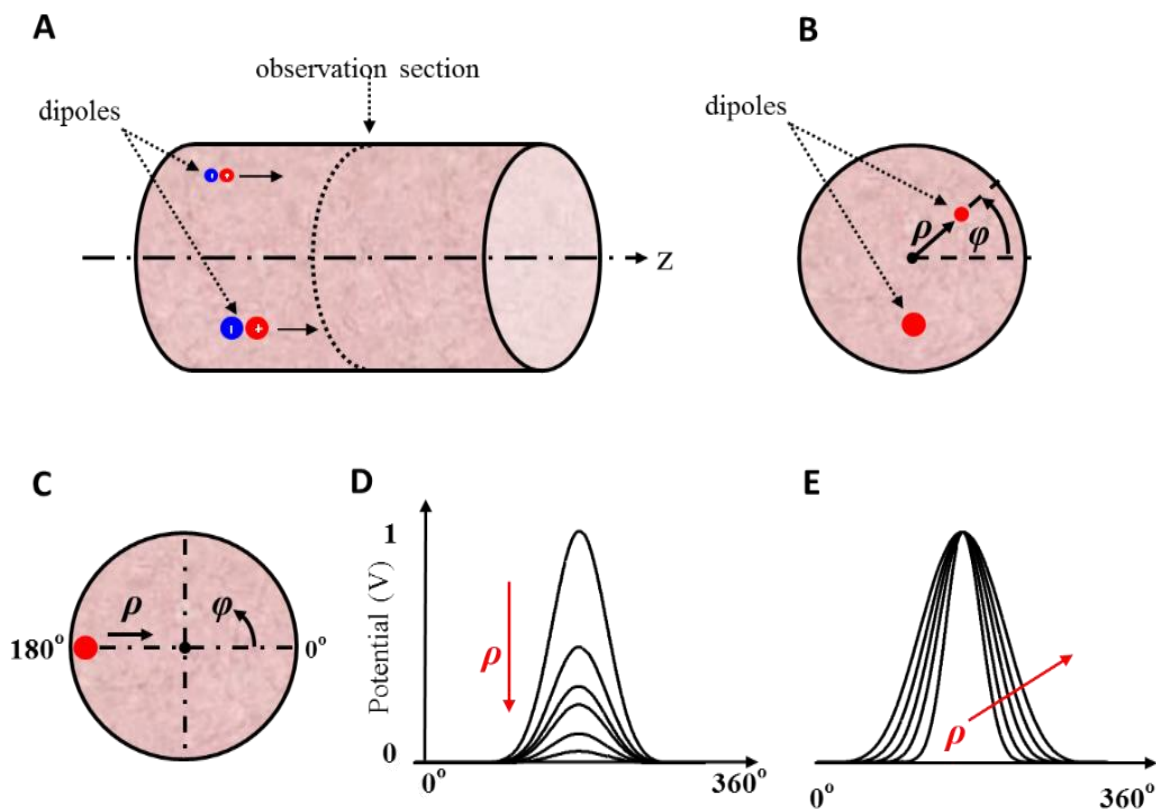 A
observation section
dipoles
Z
B
dipoles
ρ
φ
C
ρ
φ
180°
0°
D
1
Potential (V)
ρ
0
0°
360°
E
ρ
0°
360°